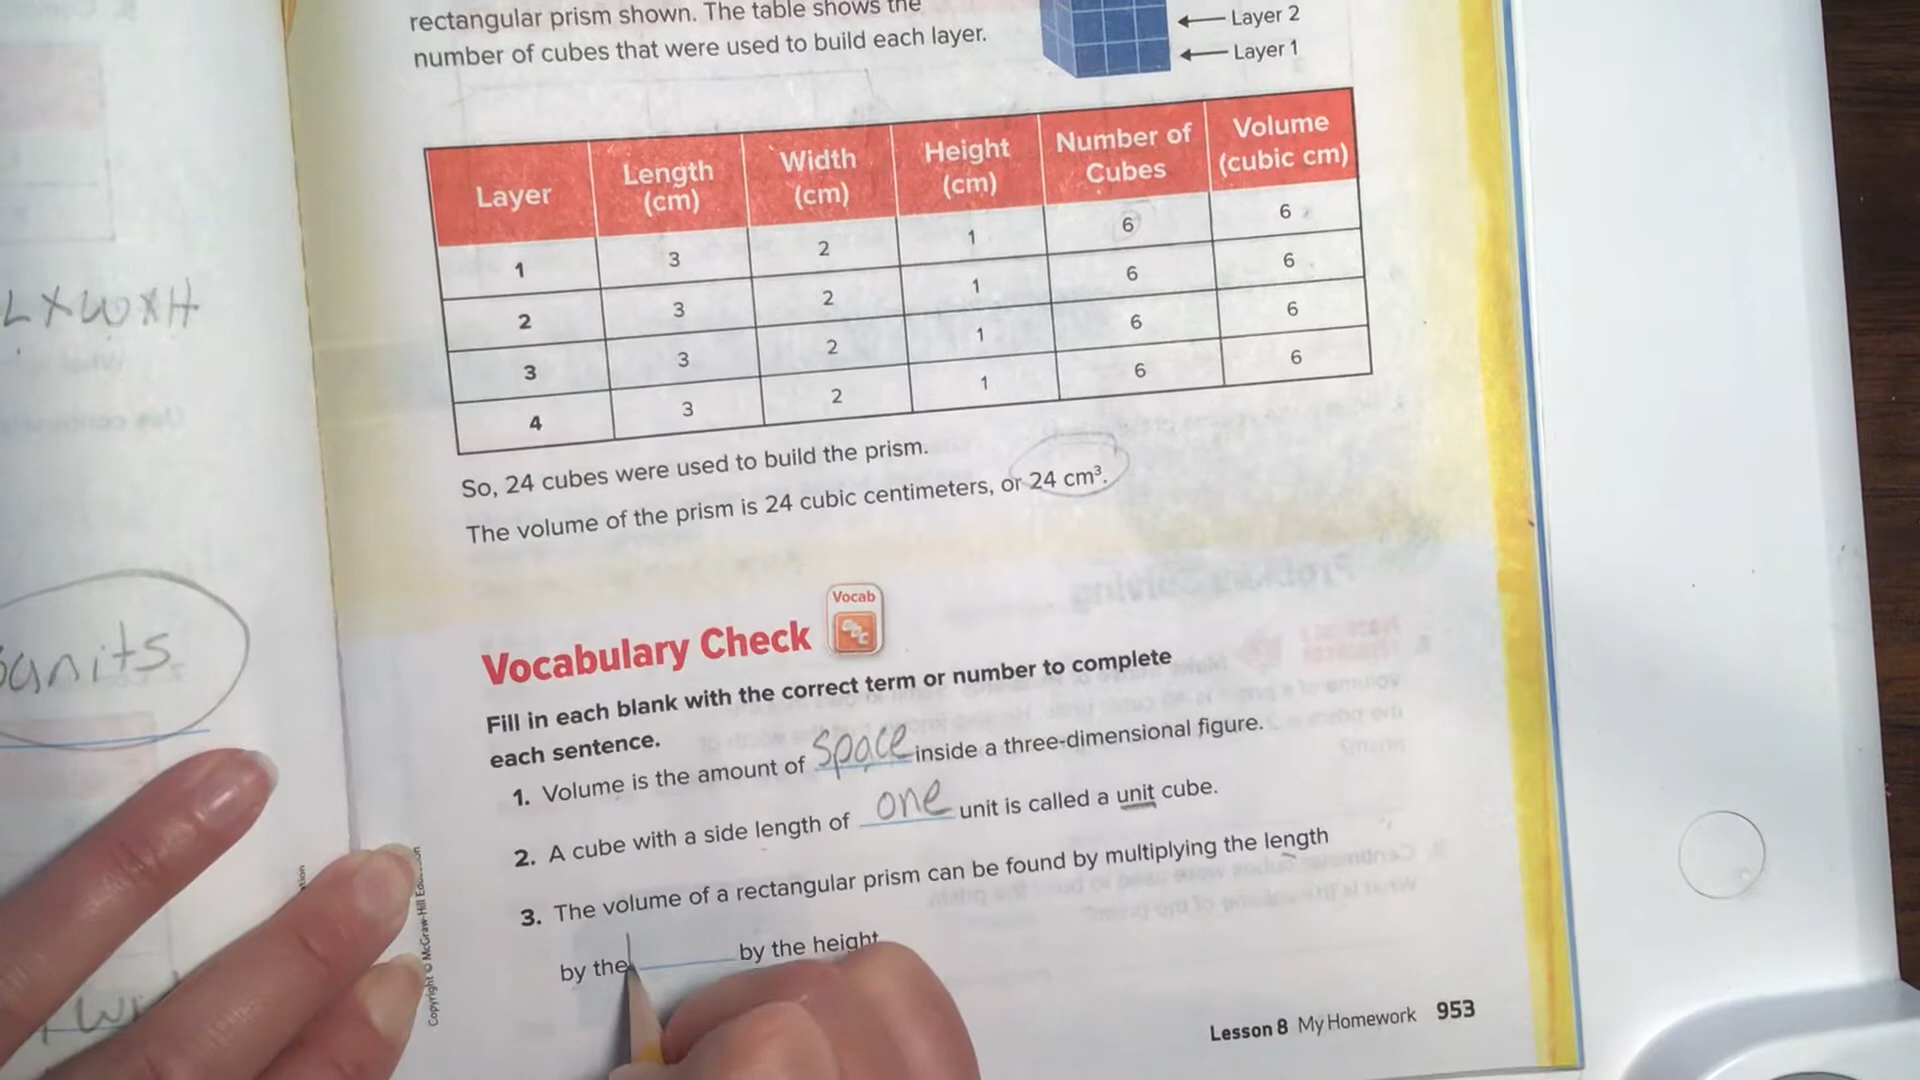 rectangular prism shown. The table shows the
number of cubes that were used to build each layer.
Layer 2
Layer 1
Layer Length (cm) Width (cm) Height (cm) Number of Cubes Volume (cubic cm)
1 3 2 1 6 6
2 3 2 1 6 6
3 3 2 1 6 6
4 3 2 1 6 6
So, 24 cubes were used to build the prism.
The volume of the prism is 24 cubic centimeters, or 24 cm³.
LXWXH
units
Vocabulary Check
Vocab
Fill in each blank with the correct term or number to complete
each sentence.
1. Volume is the amount of space inside a three-dimensional figure.
2. A cube with a side length of one unit is called a unit cube.
3. The volume of a rectangular prism can be found by multiplying the length
by the by the height
Copyright © McGraw-Hill
Lesson 8 My Homework 953